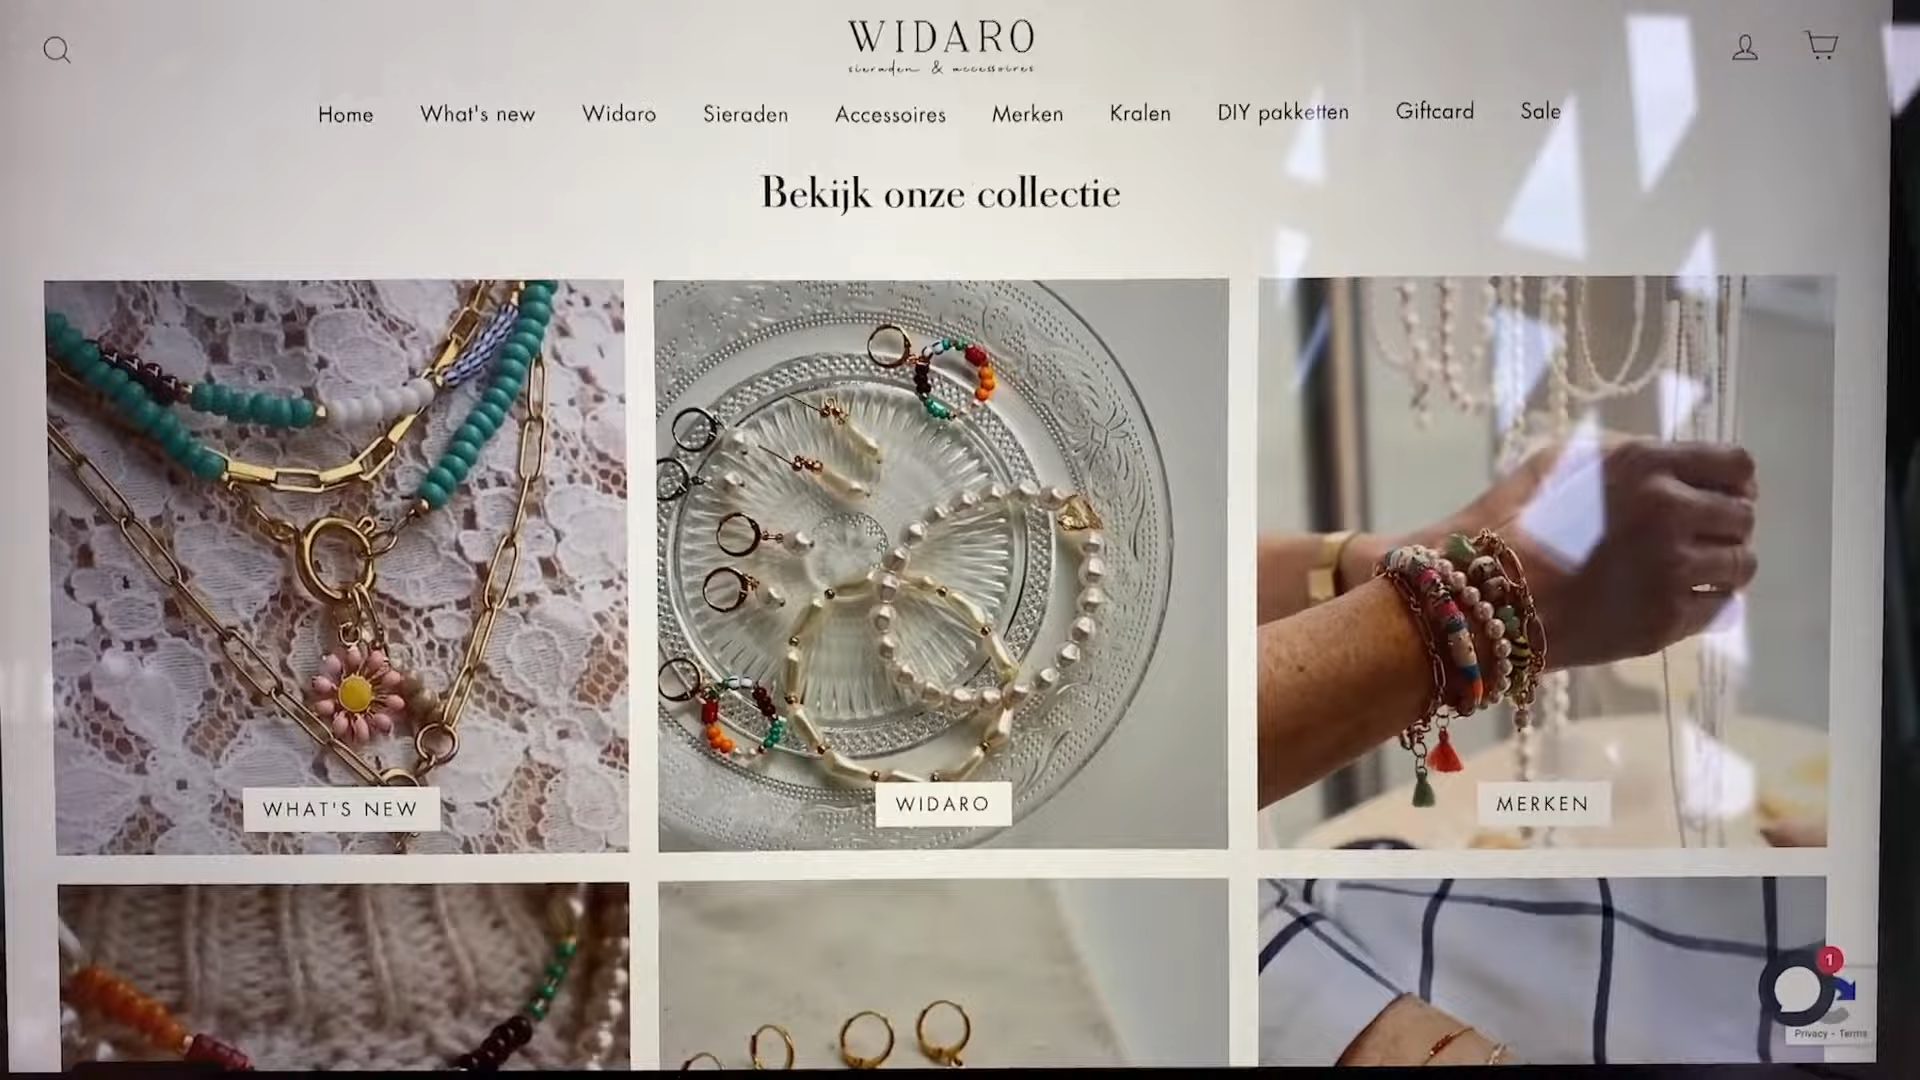 WIDARO
sieraden & accessoires
Home What's new Widaro Sieraden Accessoires Merken Kralen DIY pakketten Giftcard Sale
Bekijk onze collectie
WHAT'S NEW
WIDARO
MERKEN
1
Privacy - Terms